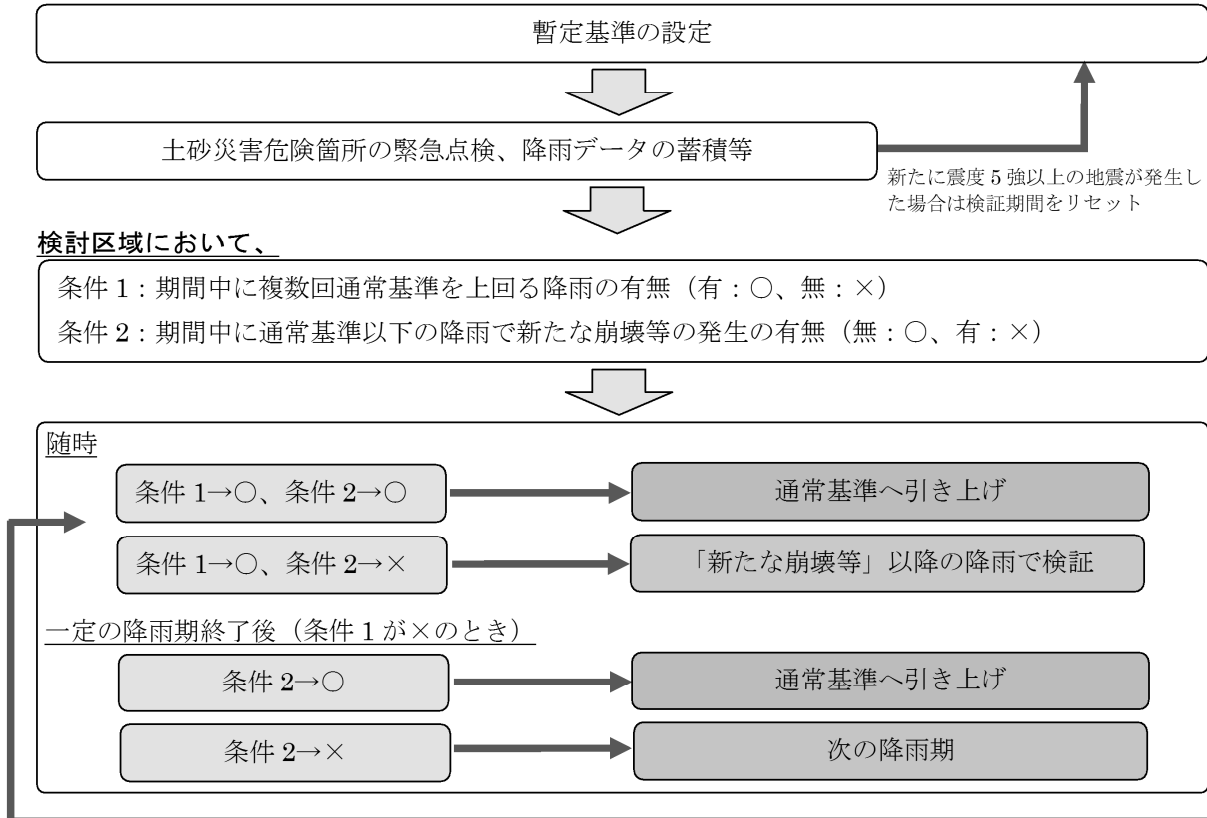 暫定基準の設定
土砂災害危険箇所の緊急点検、降雨データの蓄積等
新たに震度 5 強以上の地震が発生し
た場合は検証期間をリセット
検討区域において、
条件 1：期間中に複数回通常基準を上回る降雨の有無（有：○、無：×）
条件 2：期間中に通常基準以下の降雨で新たな崩壊等の発生の有無（無：○、有：×）
随時
条件 1→○、条件 2→○
通常基準へ引き上げ
条件 1→○、条件 2→×
「新たな崩壊等」以降の降雨で検証
一定の降雨期終了後（条件 1 が×のとき）
条件 2→○
通常基準へ引き上げ
条件 2→×
次の降雨期